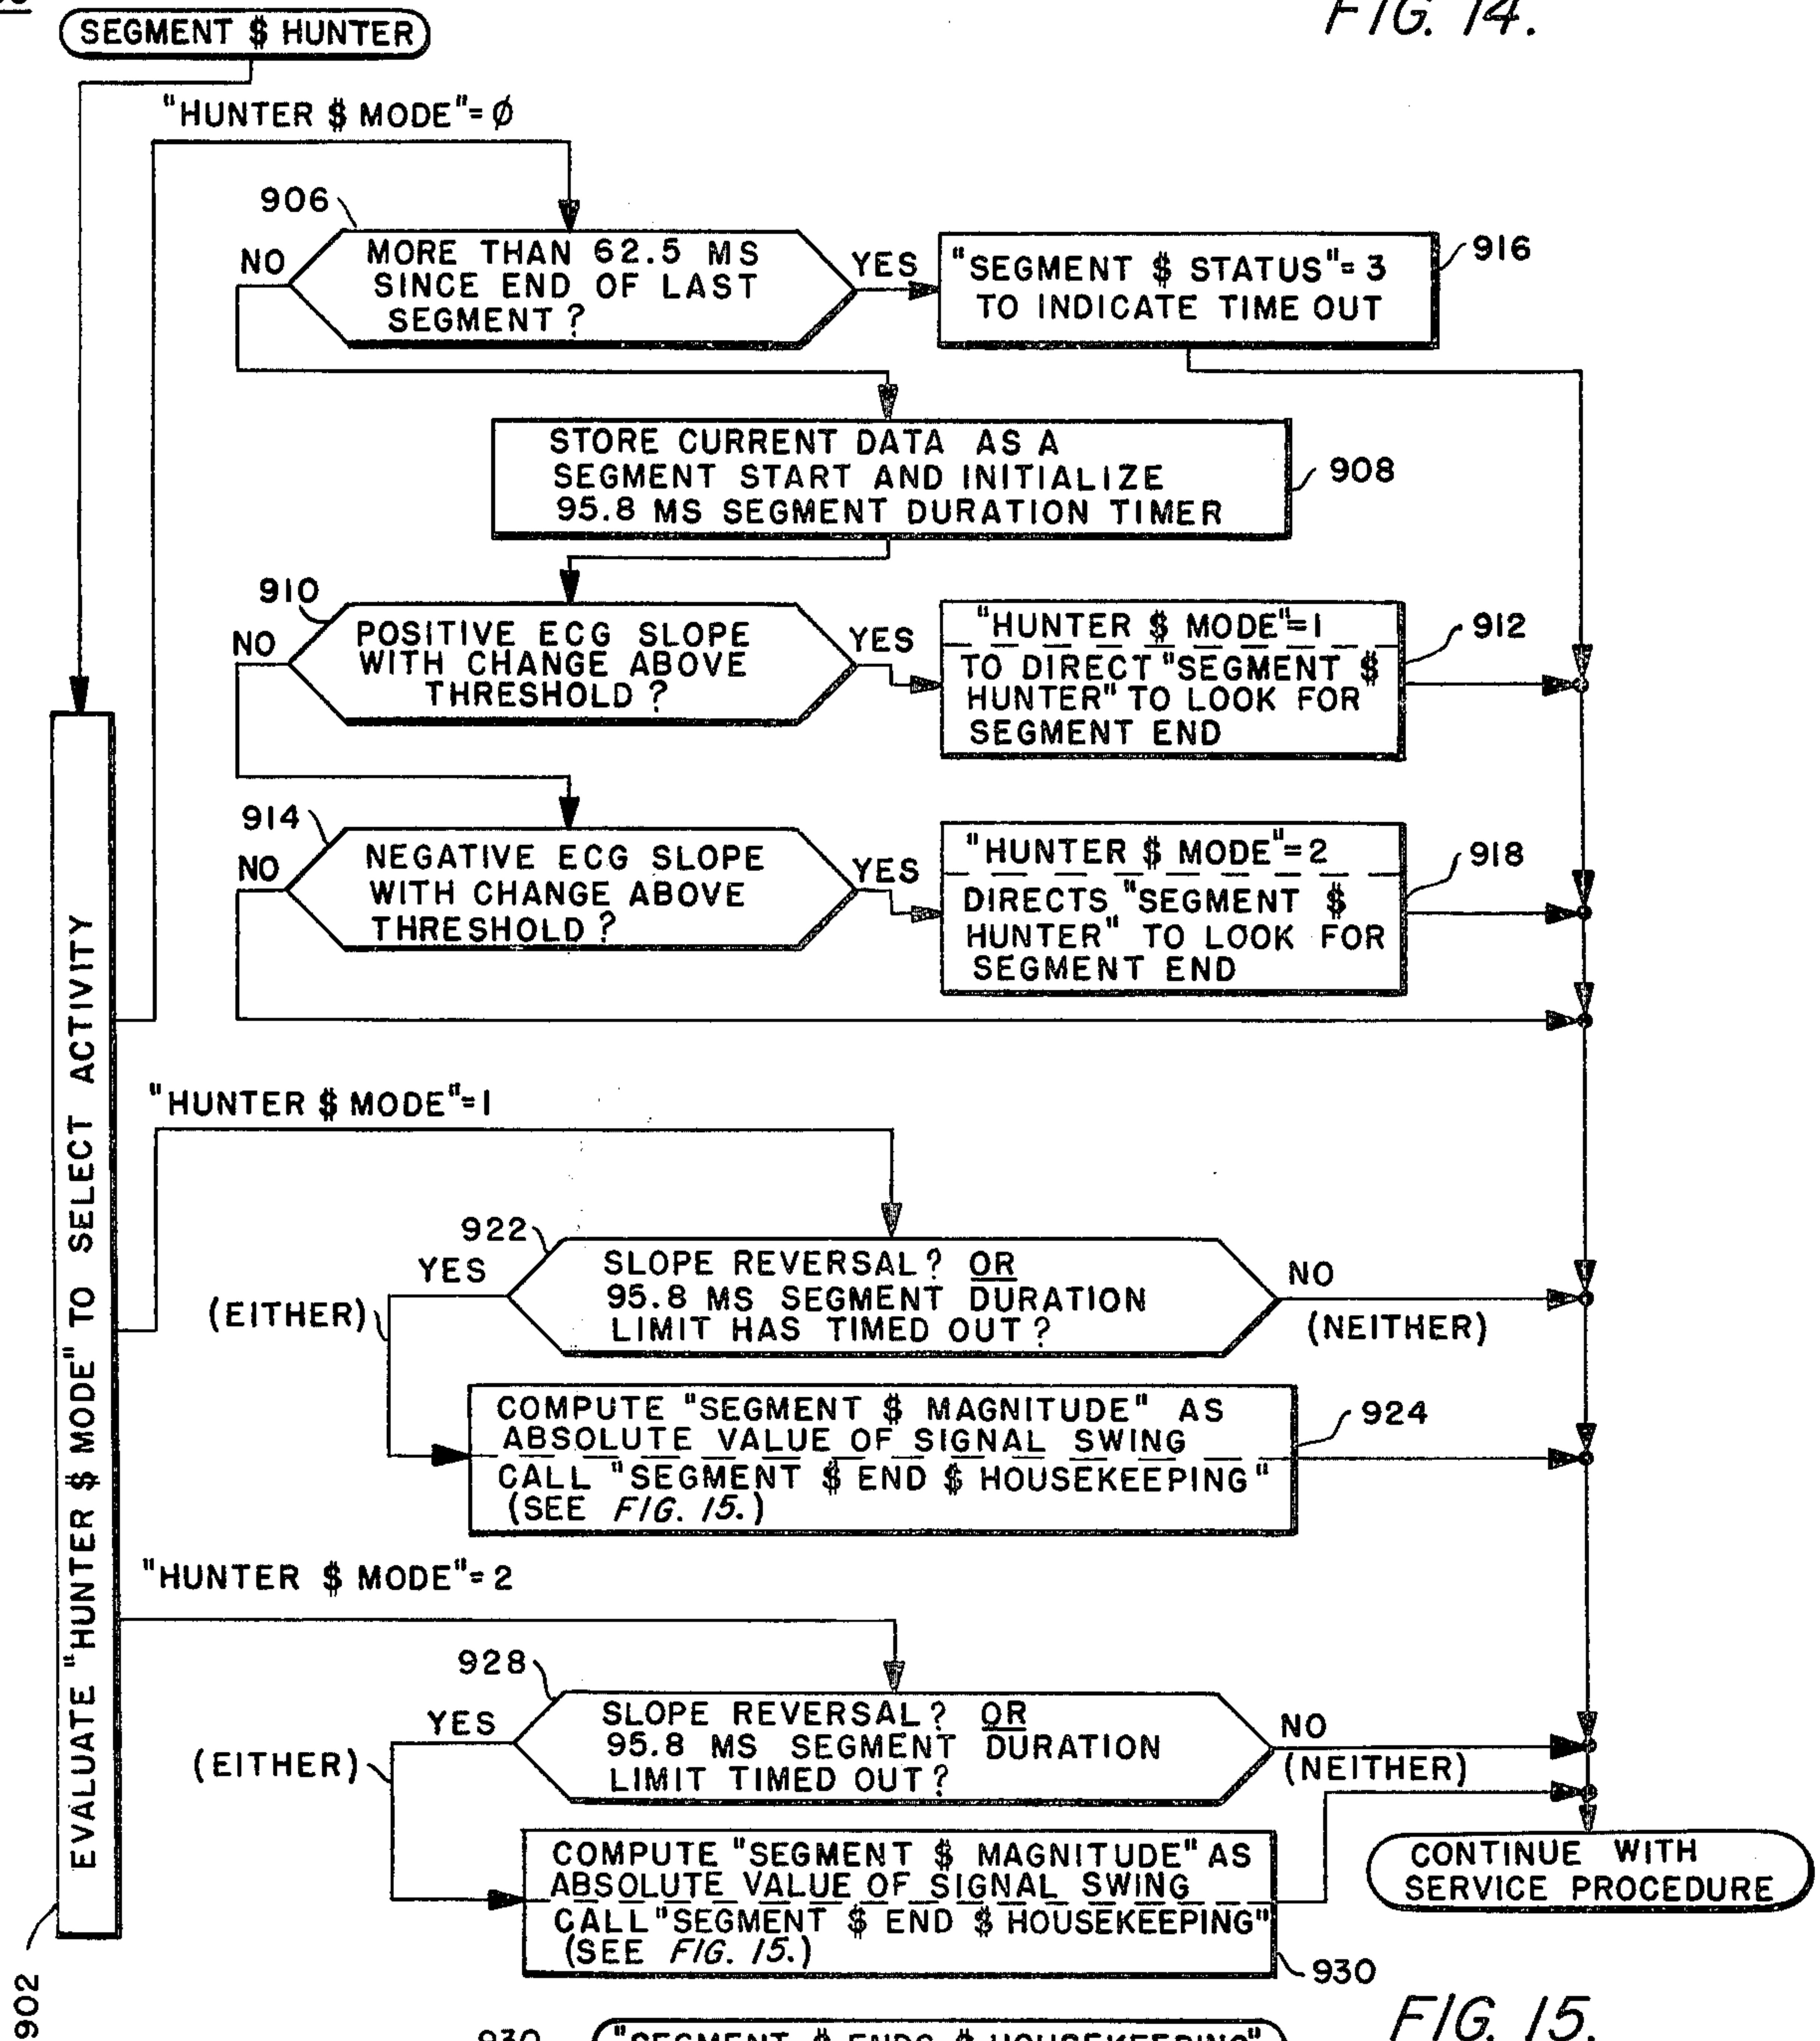 FIG. 14.
SEGMENT $ HUNTER
"HUNTER $ MODE"=Ø
906
NO
MORE THAN 62.5 MS
SINCE END OF LAST
SEGMENT?
YES
"SEGMENT $ STATUS"=3
TO INDICATE TIME OUT
916
STORE CURRENT DATA AS A
SEGMENT START AND INITIALIZE
95.8 MS SEGMENT DURATION TIMER
908
910
NO
POSITIVE ECG SLOPE
WITH CHANGE ABOVE
THRESHOLD?
YES
"HUNTER $ MODE"=1
TO DIRECT "SEGMENT $
HUNTER" TO LOOK FOR
SEGMENT END
912
914
NO
NEGATIVE ECG SLOPE
WITH CHANGE ABOVE
THRESHOLD?
YES
"HUNTER $ MODE"=2
DIRECTS "SEGMENT $
HUNTER" TO LOOK FOR
SEGMENT END
918
EVALUATE "HUNTER $ MODE" TO SELECT ACTIVITY
902
"HUNTER $ MODE"=1
922
YES
(EITHER)
SLOPE REVERSAL? OR
95.8 MS SEGMENT DURATION
LIMIT HAS TIMED OUT?
NO
(NEITHER)
COMPUTE "SEGMENT $ MAGNITUDE" AS
ABSOLUTE VALUE OF SIGNAL SWING
CALL "SEGMENT $ END $ HOUSEKEEPING"
(SEE FIG. 15.)
924
"HUNTER $ MODE"=2
928
YES
(EITHER)
SLOPE REVERSAL? OR
95.8 MS SEGMENT DURATION
LIMIT TIMED OUT?
NO
(NEITHER)
COMPUTE "SEGMENT $ MAGNITUDE" AS
ABSOLUTE VALUE OF SIGNAL SWING
CALL "SEGMENT $ END $ HOUSEKEEPING"
(SEE FIG. 15.)
930
CONTINUE WITH
SERVICE PROCEDURE
FIG. 15.
930
"SEGMENT $ ENDS $ HOUSEKEEPING"